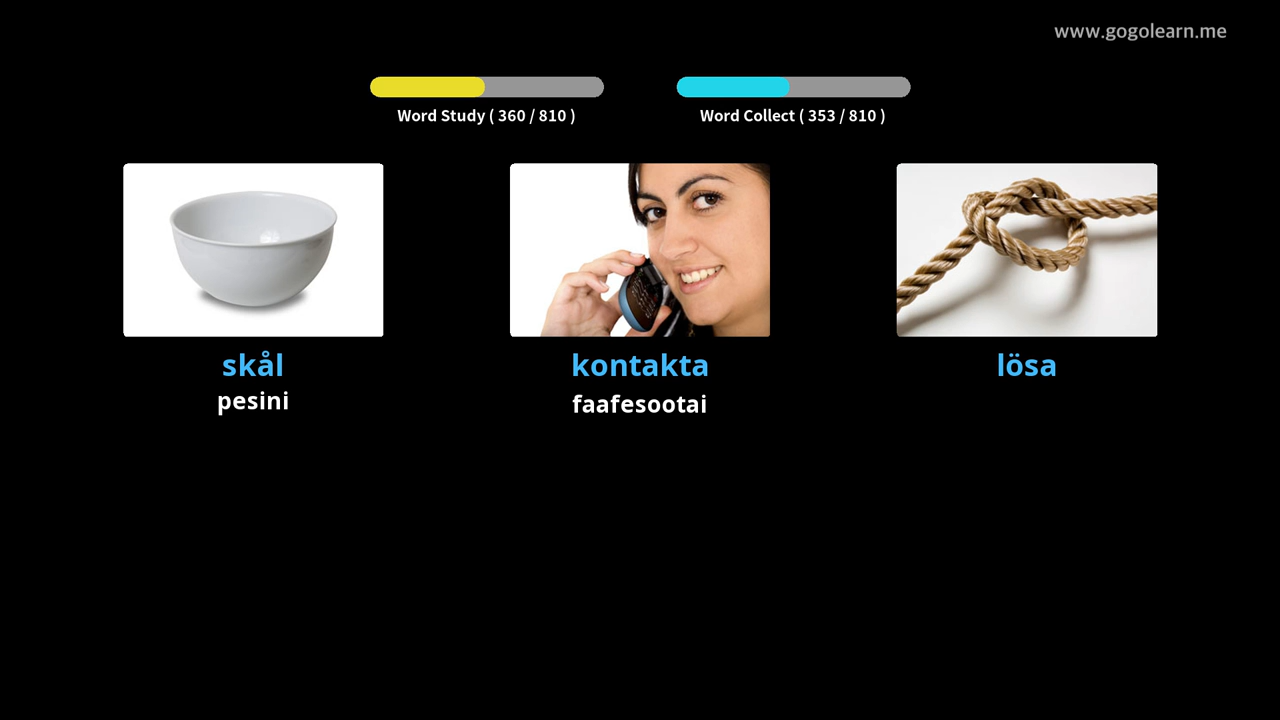 www.gogolearn.me
Word Study ( 360 / 810 )
Word Collect ( 353 / 810 )
skål
kontakta
lösa
pesini
faafesootai